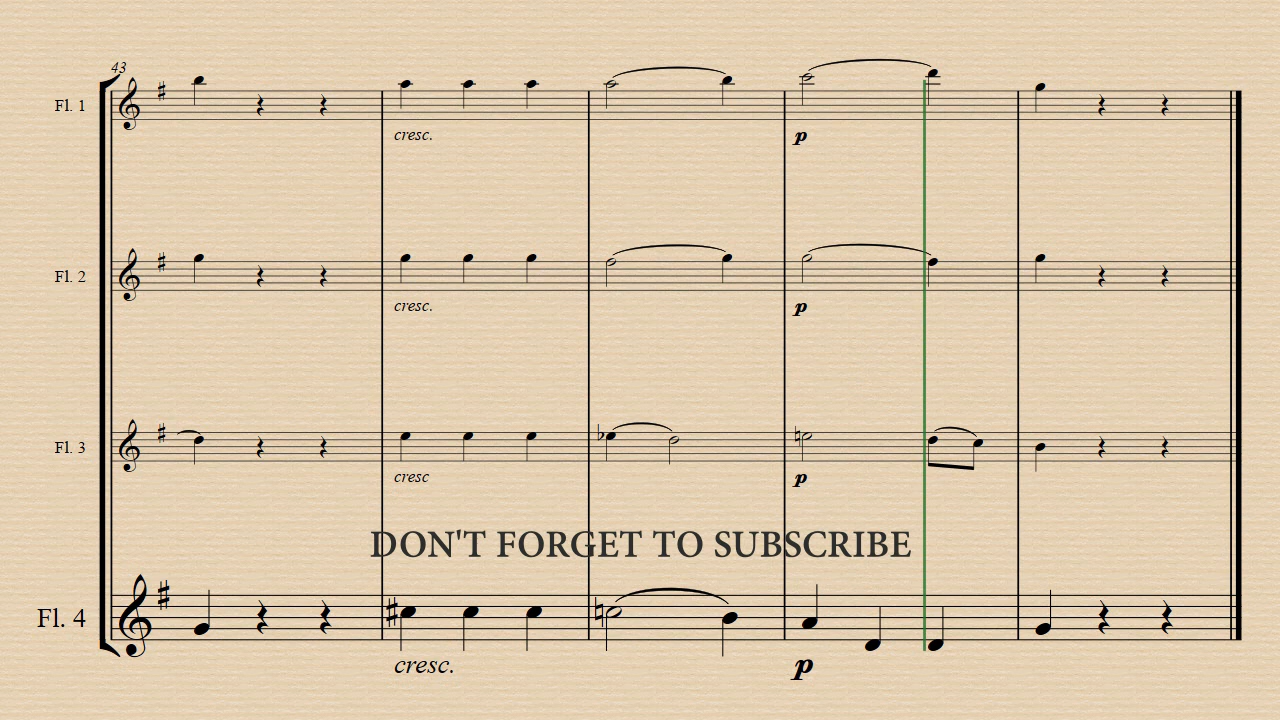 43
Fl. 1
cresc.
p
Fl. 2
cresc.
p
Fl. 3
cresc
p
DON'T FORGET TO SUBSCRIBE
Fl. 4
cresc.
p